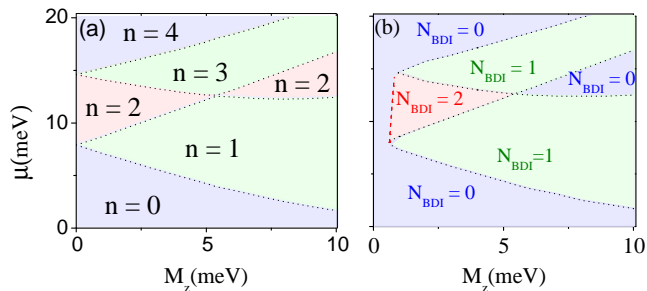 (a)
n = 4
n = 3
n = 2
n = 2
n = 1
n = 0
20
10
0
μ(meV)
0
5
10
M_z(meV)
(b)
N_BDI = 0
N_BDI = 1
N_BDI = 0
N_BDI = 2
N_BDI=1
N_BDI = 0
0
5
10
M_z(meV)